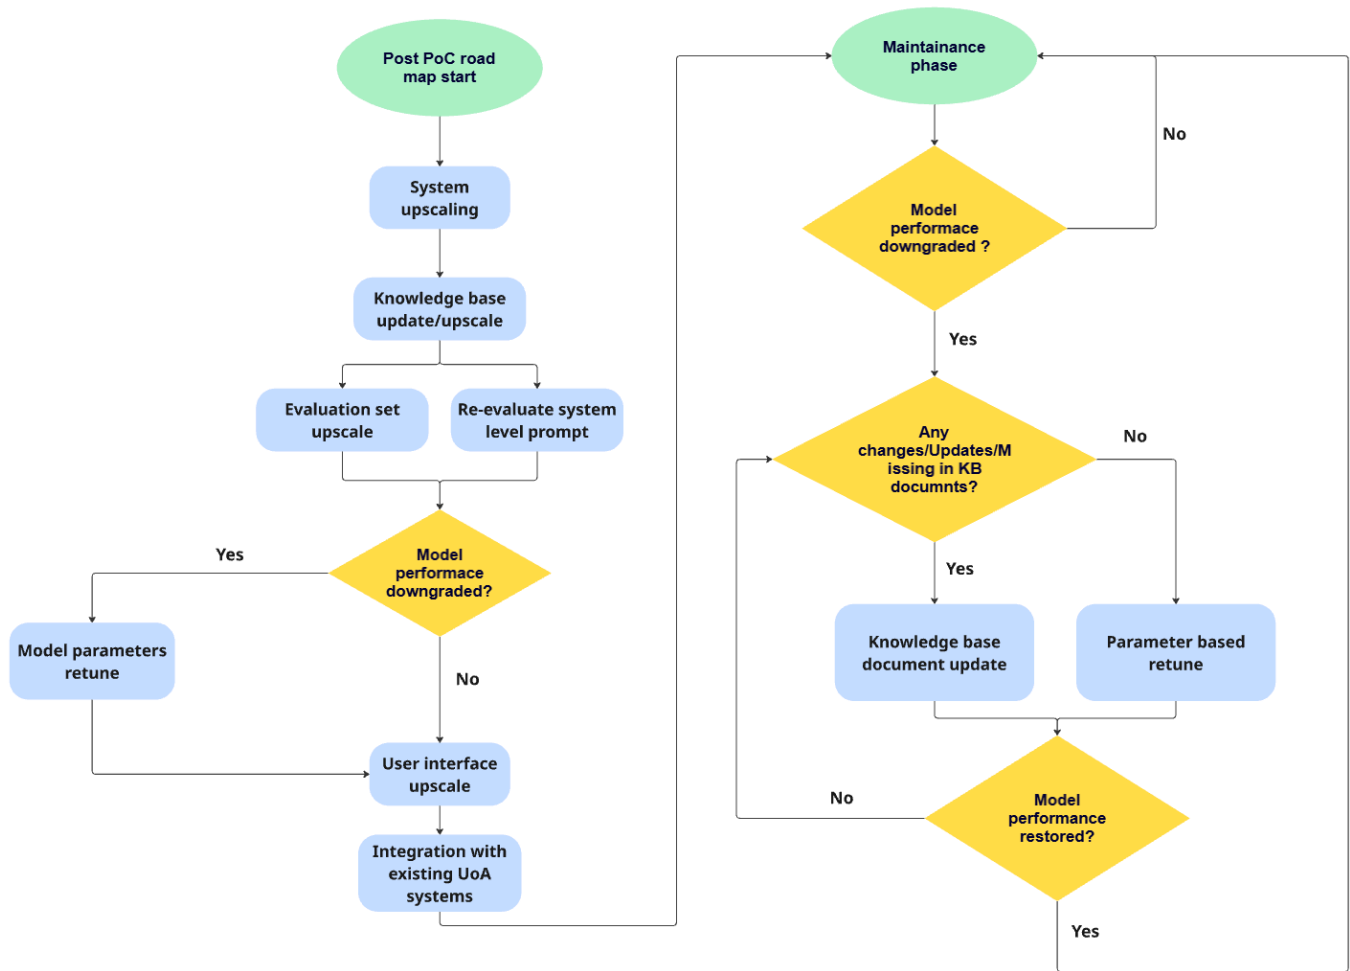 Post PoC road
map start
System
upscaling
Knowledge base
update/upscale
Evaluation set
upscale
Re-evaluate system
level prompt
Model
performace
downgraded?
Yes
No
Model parameters
retune
User interface
upscale
Integration with
existing UoA
systems
Maintainance
phase
No
Model
performace
downgraded ?
Yes
Any
changes/Updates/M
issing in KB
documnts?
No
Yes
Knowledge base
document update
Parameter based
retune
No
Model
performance
restored?
Yes